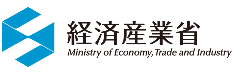 経済産業省
Ministry of Economy, Trade and Industry